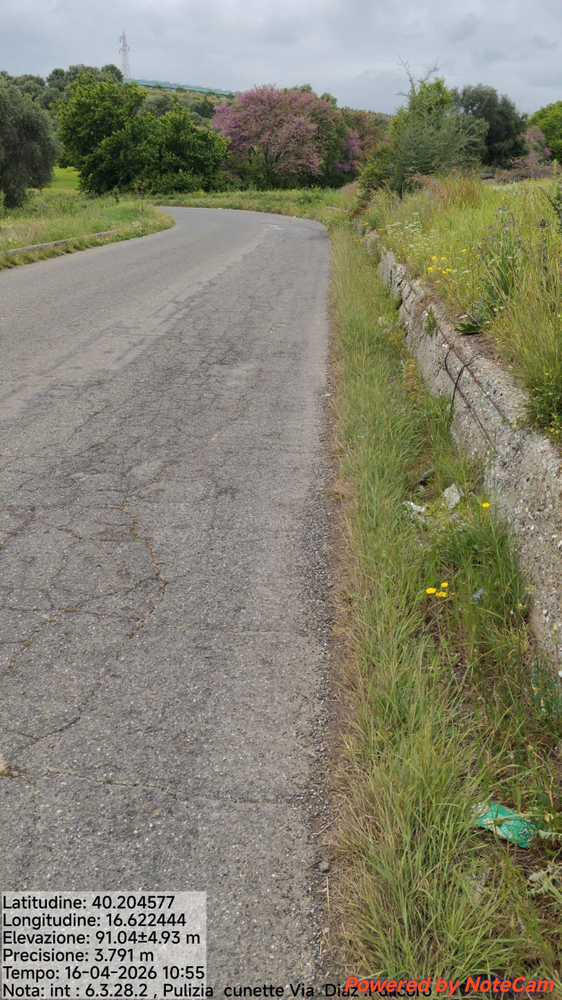 Latitudine: 40.204577
Longitudine: 16.622444
Elevazione: 91.04±4.93 m
Precisione: 3.791 m
Tempo: 16-04-2026 10:55
Nota: int : 6.3.28.2 , Pulizia cunette Via Diaz
Powered by NoteCam